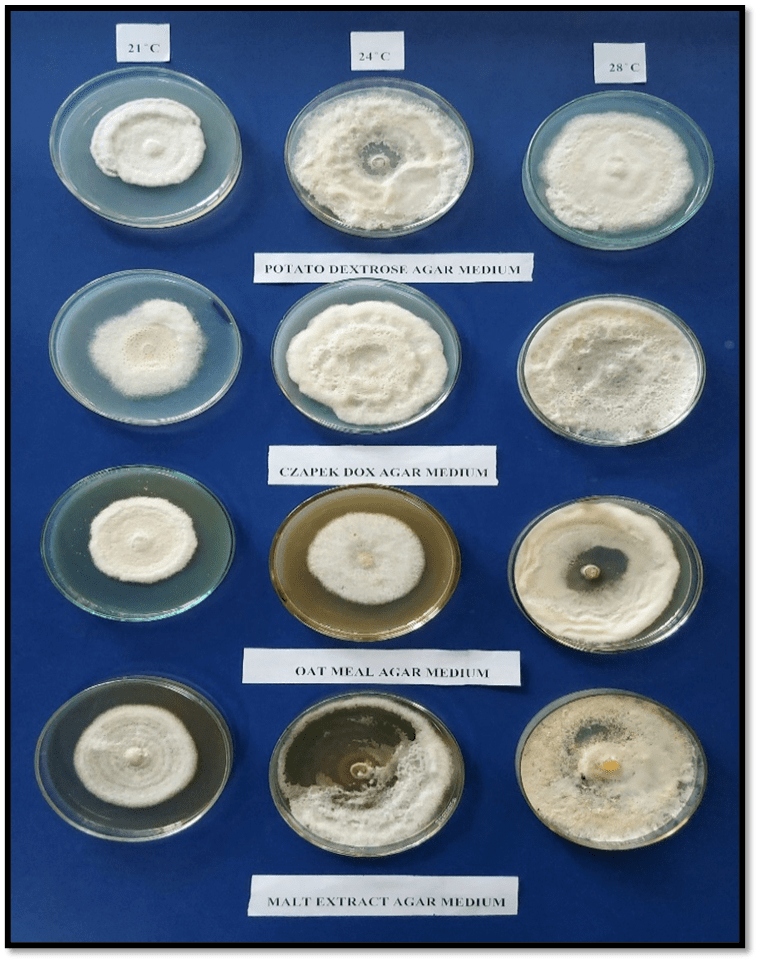 21°C
24°C
28°C
POTATO DEXTROSE AGAR MEDIUM
CZAPEK DOX AGAR MEDIUM
OAT MEAL AGAR MEDIUM
MALT EXTRACT AGAR MEDIUM